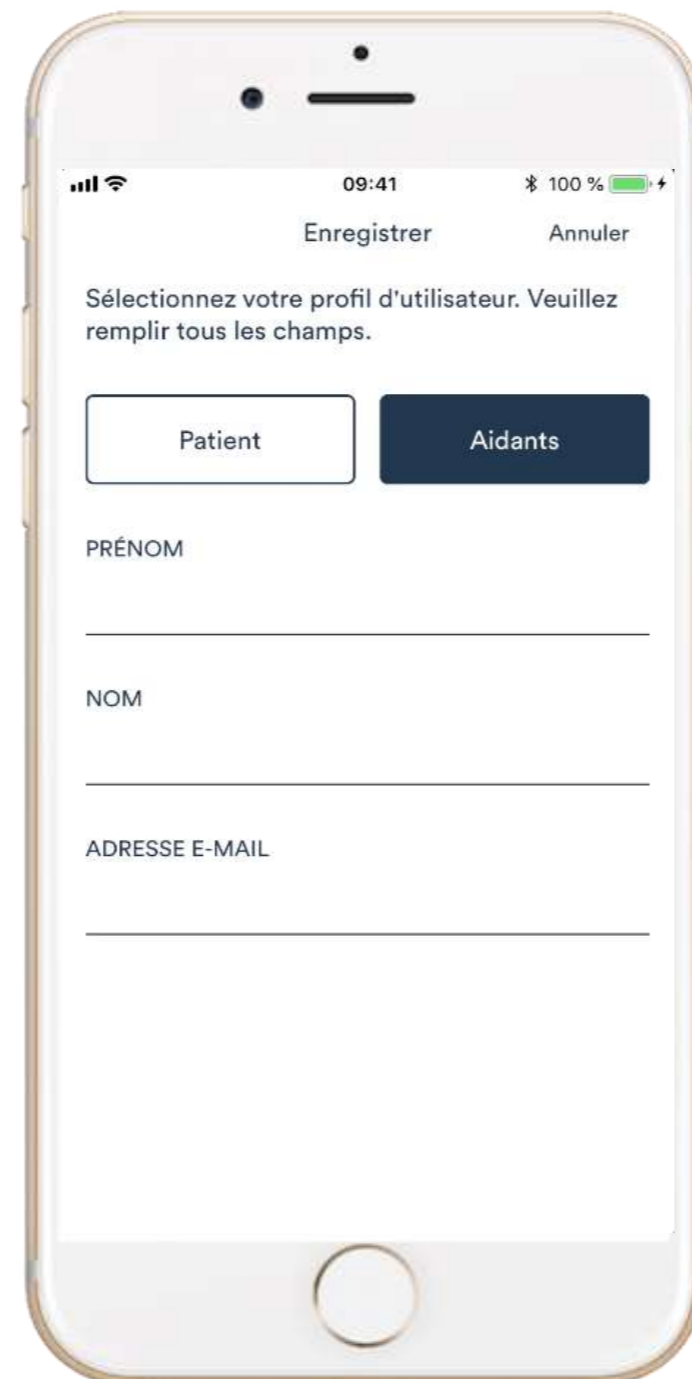 09:41
100 %
Enregistrer
Annuler
Sélectionnez votre profil d'utilisateur. Veuillez
remplir tous les champs.
Patient
Aidants
PRÉNOM
NOM
ADRESSE E-MAIL